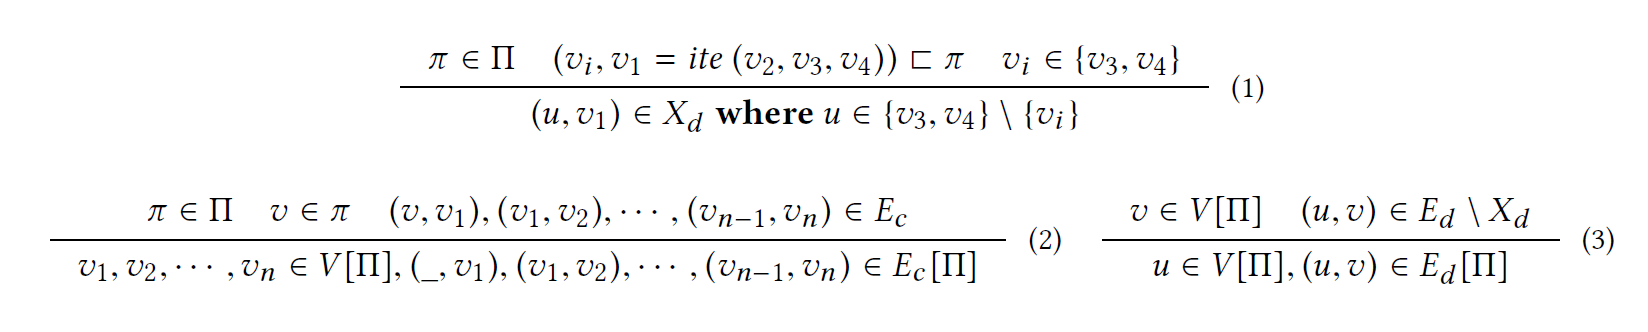 π ∈ Π (v_i, v_1 = ite (v_2, v_3, v_4)) ⊏ π v_i ∈ {v_3, v_4}
(u, v_1) ∈ X_d where u ∈ {v_3, v_4} \ {v_i} (1)
π ∈ Π v ∈ π (v, v_1), (v_1, v_2), ⋯ , (v_{n−1}, v_n) ∈ E_c
v_1, v_2, ⋯ , v_n ∈ V[Π], (_, v_1), (v_1, v_2), ⋯ , (v_{n−1}, v_n) ∈ E_c[Π] (2)
v ∈ V[Π] (u, v) ∈ E_d \ X_d
u ∈ V[Π], (u, v) ∈ E_d[Π] (3)